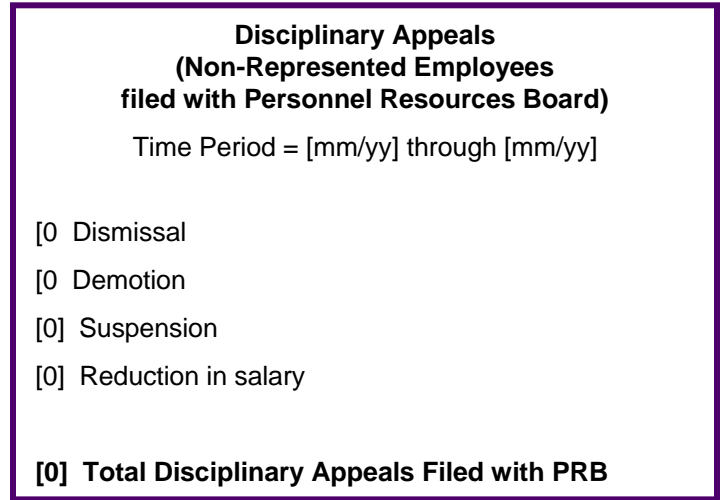 Disciplinary Appeals
(Non-Represented Employees
filed with Personnel Resources Board)
Time Period = [mm/yy] through [mm/yy]
[0  Dismissal
[0  Demotion
[0]  Suspension
[0]  Reduction in salary
[0]  Total Disciplinary Appeals Filed with PRB